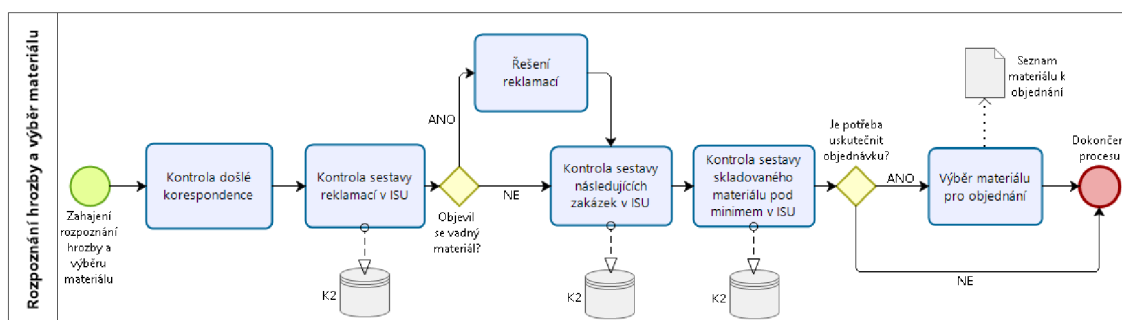 Rozpoznání hrozby a výběr materiálu
Zahajení
rozpoznání
hrozby a
výběru
materiálu
Kontrola došlé
korespondence
Kontrola sestavy
reklamací v ISU
K2
Objevil
se vadný
materiál?
ANO
Řešení
reklamací
NE
Kontrola sestavy
následujících
zakázek v ISU
K2
Kontrola sestavy
skladovaného
materiálu pod
minimem v ISU
K2
Je potřeba
uskutečnit
objednávku?
ANO
NE
Výběr materiálu
pro objednání
Seznam
materiálu k
objednání
Dokončení
procesu